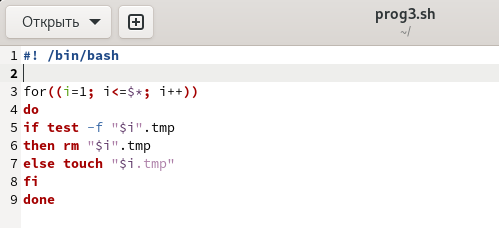 Открыть
prog3.sh
~/
1 #! /bin/bash
2
3 for((i=1; i<=$*; i++))
4 do
5 if test -f "$i".tmp
6 then rm "$i".tmp
7 else touch "$i.tmp"
8 fi
9 done